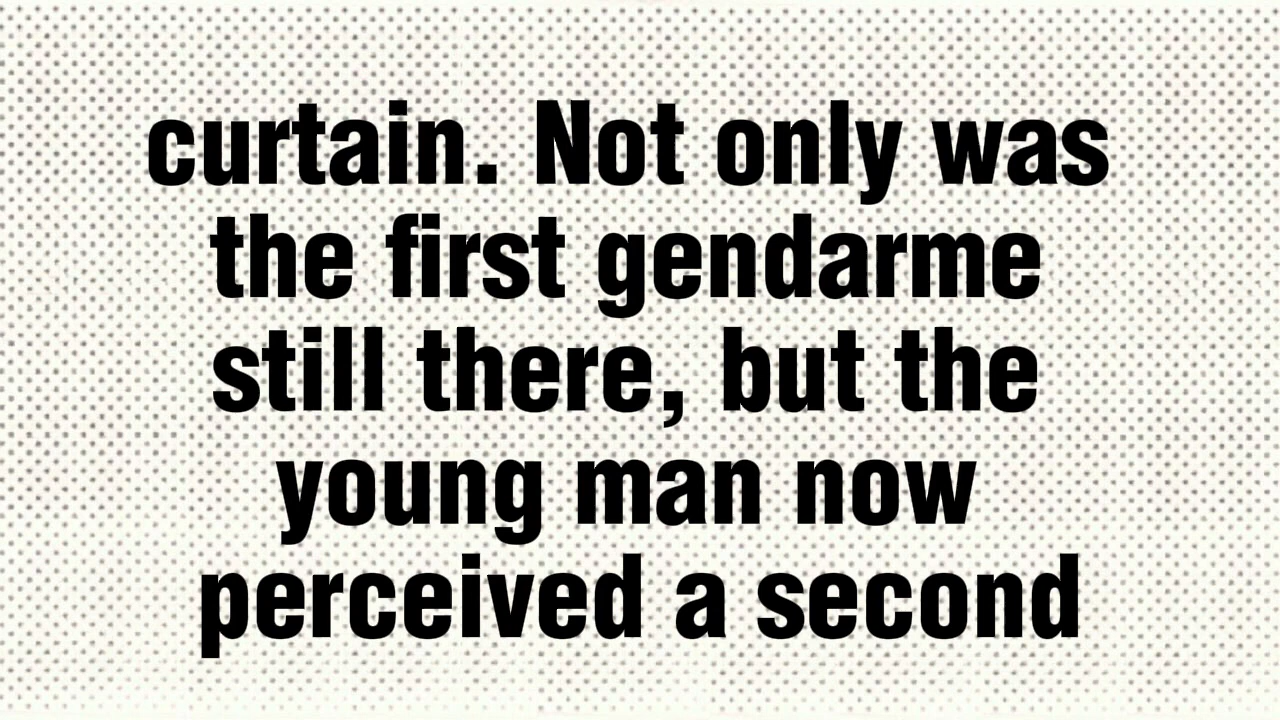 curtain. Not only was
the first gendarme
still there, but the
young man now
perceived a second